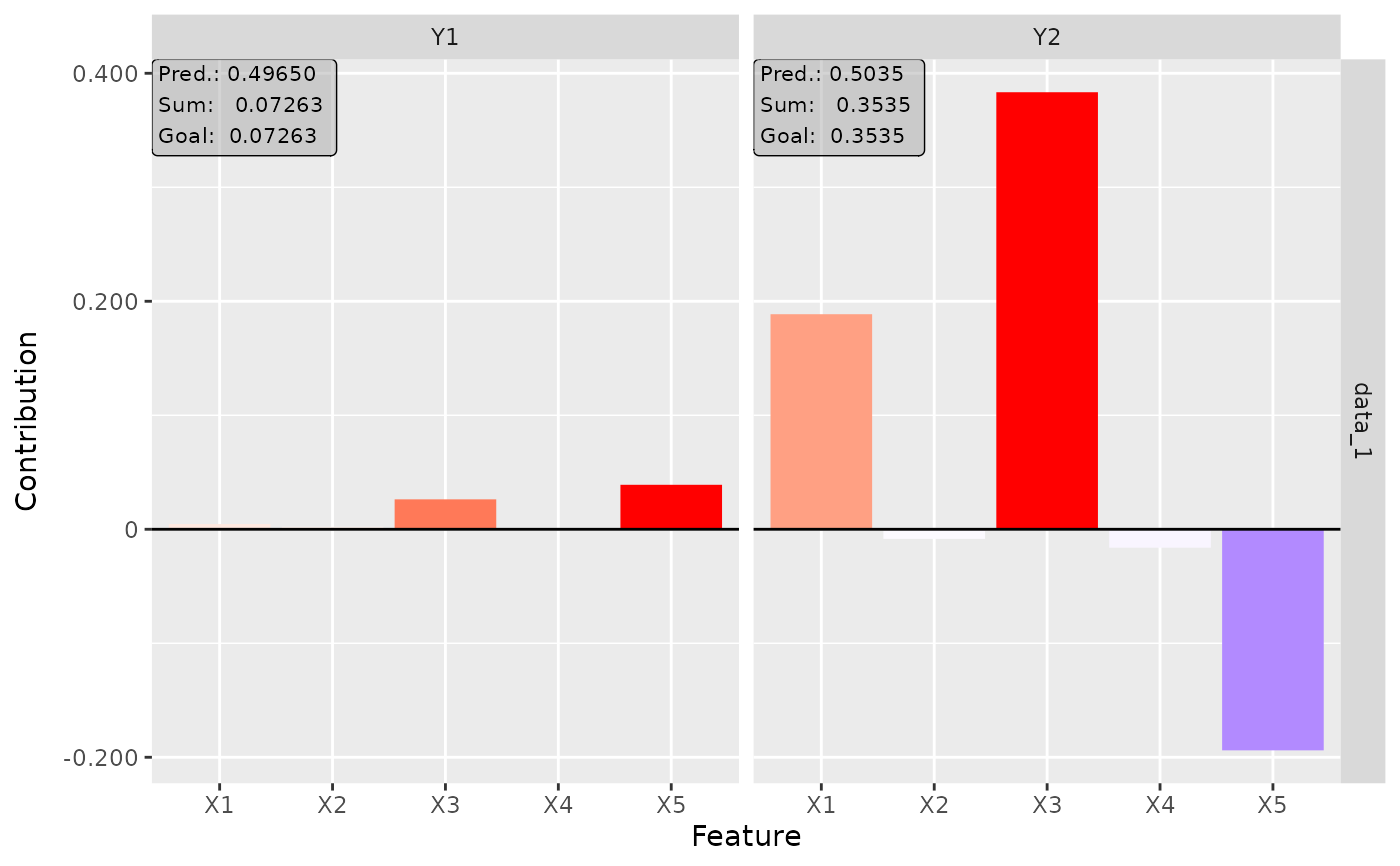 Y1
Y2
Pred.: 0.49650
Sum: 0.07263
Goal: 0.07263
Pred.: 0.5035
Sum: 0.3535
Goal: 0.3535
0.400
0.200
0
-0.200
Contribution
data_1
X1
X2
X3
X4
X5
X1
X2
X3
X4
X5
Feature